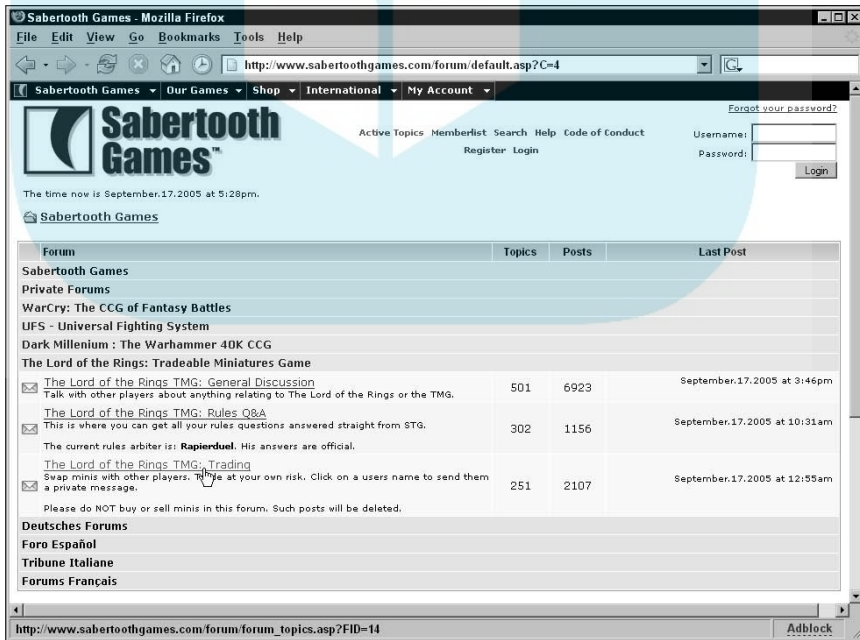 Sabertooth Games - Mozilla Firefox
File Edit View Go Bookmarks Tools Help
http://www.sabertoothgames.com/forum/default.asp?C=4
G
Sabertooth Games Our Games Shop International My Account
Forgot your password?
Sabertooth
Games™
Active Topics Memberlist Search Help Code of Conduct
Register Login
Username:
Password:
Login
The time now is September.17.2005 at 5:28pm.
Sabertooth Games
Forum Topics Posts Last Post
Sabertooth Games
Private Forums
WarCry: The CCG of Fantasy Battles
UFS - Universal Fighting System
Dark Millenium : The Warhammer 40K CCG
The Lord of the Rings: Tradeable Miniatures Game
The Lord of the Rings TMG: General Discussion
Talk with other players about anything relating to The Lord of the Rings or the TMG.
501 6923 September.17.2005 at 3:46pm
The Lord of the Rings TMG: Rules Q&A
This is where you can get all your rules questions answered straight from STG.
The current rules arbiter is: Rapierduel. His answers are official.
302 1156 September.17.2005 at 10:31am
The Lord of the Rings TMG: Trading
Swap minis with other players. Trade at your own risk. Click on a users name to send them
a private message.
Please do NOT buy or sell minis in this forum. Such posts will be deleted.
251 2107 September.17.2005 at 12:55am
Deutsches Forums
Foro Español
Tribune Italiane
Forums Français
http://www.sabertoothgames.com/forum/forum_topics.asp?FID=14
Adblock